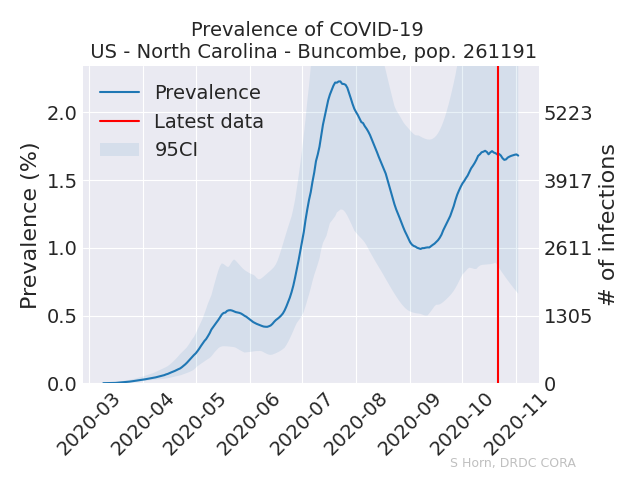 Prevalence of COVID-19
US - North Carolina - Buncombe, pop. 261191
Prevalence
Latest data
95CI
Prevalence (%)
2.0
1.5
1.0
0.5
0.0
5223
3917
2611
1305
0
# of infections
2020-03
2020-04
2020-05
2020-06
2020-07
2020-08
2020-09
2020-10
2020-11
S Horn, DRDC CORA